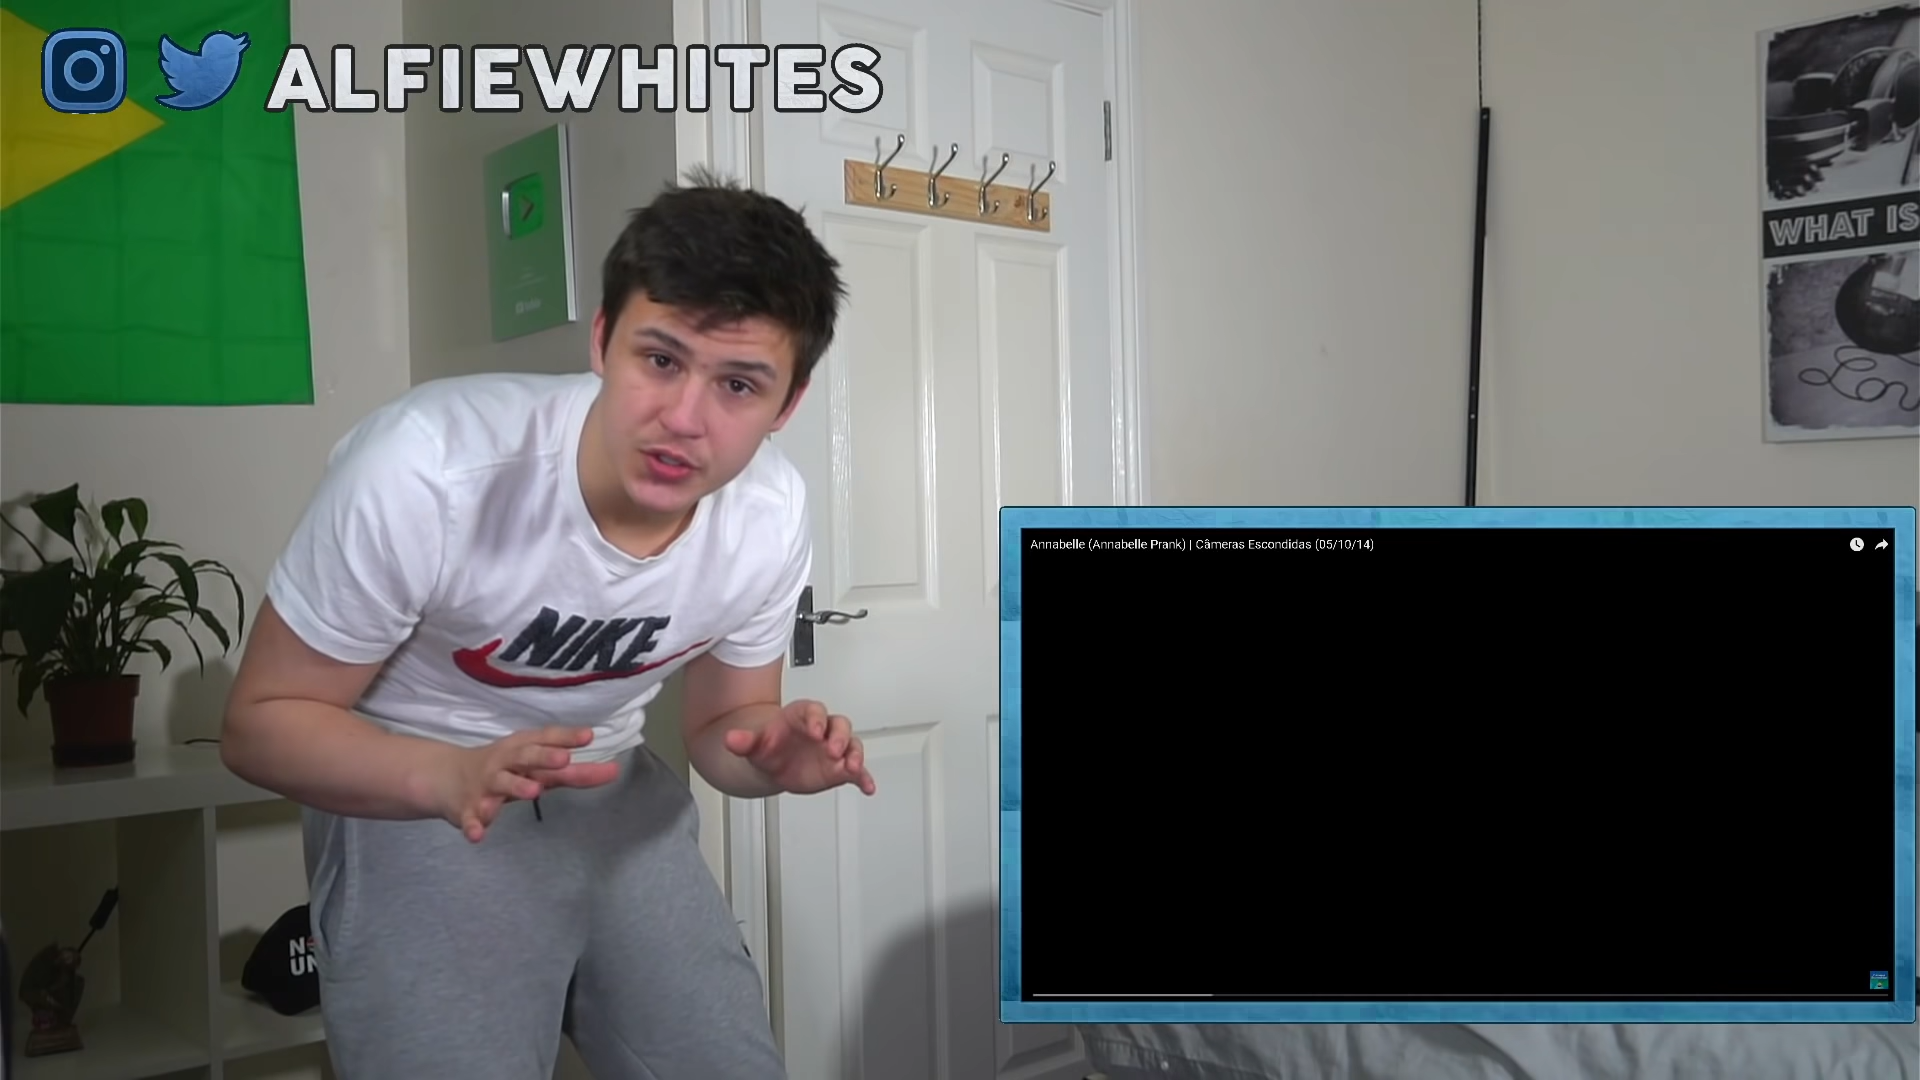 ALFIEWHITES
WHAT IS
NIKE
Annabelle (Annabelle Prank) | Câmeras Escondidas (05/10/14)